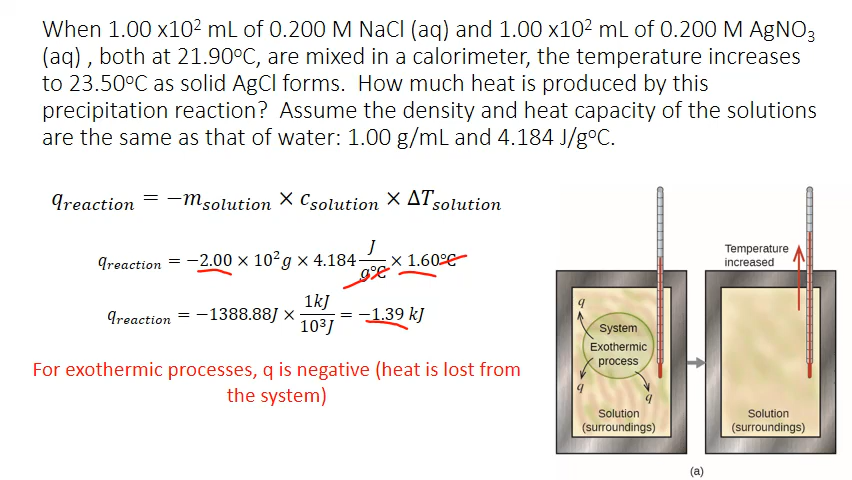 When 1.00 x10² mL of 0.200 M NaCl (aq) and 1.00 x10² mL of 0.200 M AgNO₃
(aq) , both at 21.90ºC, are mixed in a calorimeter, the temperature increases
to 23.50ºC as solid AgCl forms.  How much heat is produced by this
precipitation reaction?  Assume the density and heat capacity of the solutions
are the same as that of water: 1.00 g/mL and 4.184 J/gºC.
q_reaction = −m_solution × c_solution × ΔT_solution
q_reaction = −2.00 × 10² g × 4.184 J/g°C × 1.60°C
q_reaction = −1388.88J × 1kJ/10³J = −1.39 kJ
For exothermic processes, q is negative (heat is lost from
the system)
Temperature
increased
q
System
Exothermic
process
q
q
Solution
(surroundings)
Solution
(surroundings)
(a)